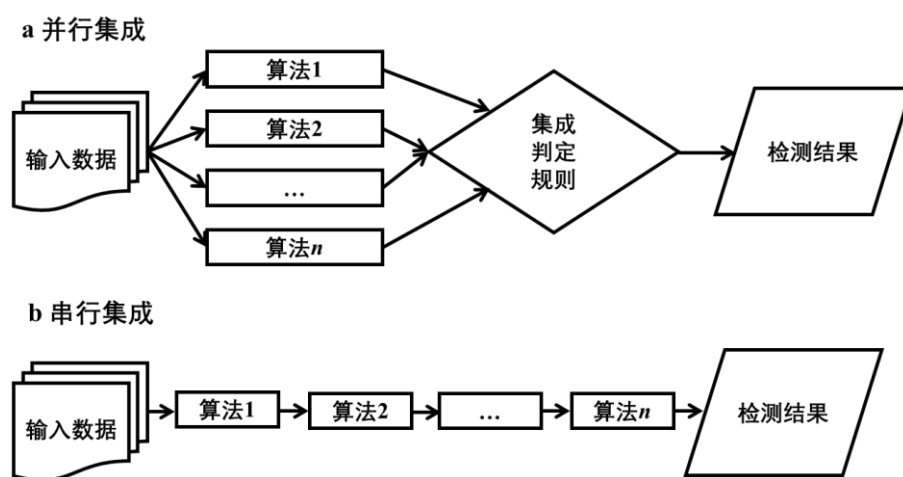 a 并行集成
算法1
算法2
…
算法n
输入数据
集成
判定
规则
检测结果
b 串行集成
输入数据
算法1
算法2
…
算法n
检测结果